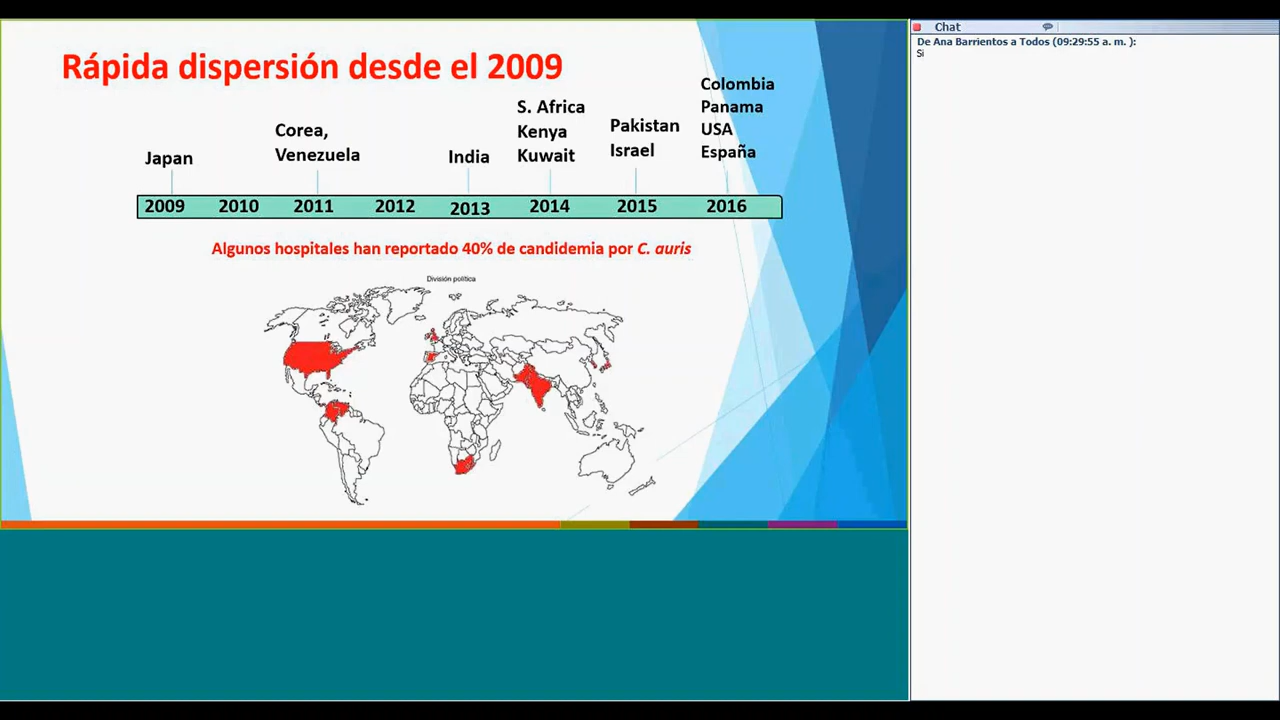 Rápida dispersión desde el 2009
Japan
Corea,
Venezuela
India
S. Africa
Kenya
Kuwait
Pakistan
Israel
Colombia
Panama
USA
España
2009 2010 2011 2012 2013 2014 2015 2016
Algunos hospitales han reportado 40% de candidemia por C. auris
División política
Chat
De Ana Barrientos a Todos (09:29:55 a. m. ):
Si